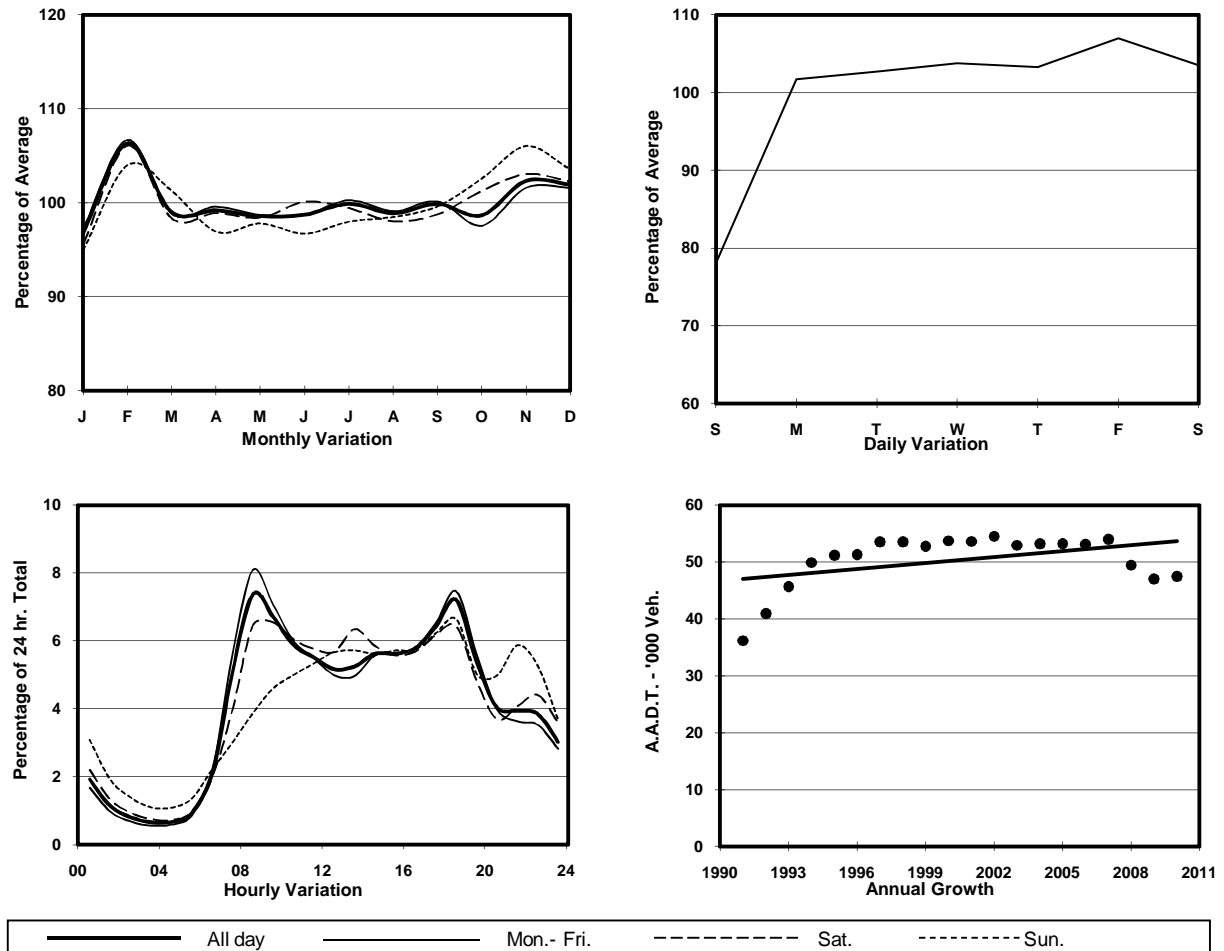 120
110
100
90
80
Percentage of Average
J F M A M J J A S O N D
Monthly Variation
110
100
90
80
70
60
Percentage of Average
S M T W T F S
Daily Variation
10
8
6
4
2
0
Percentage of 24 hr. Total
00 04 08 12 16 20 24
Hourly Variation
60
50
40
30
20
10
0
A.A.D.T. - '000 Veh.
1990 1993 1996 1999 2002 2005 2008 2011
Annual Growth
All day Mon.- Fri. Sat. Sun.